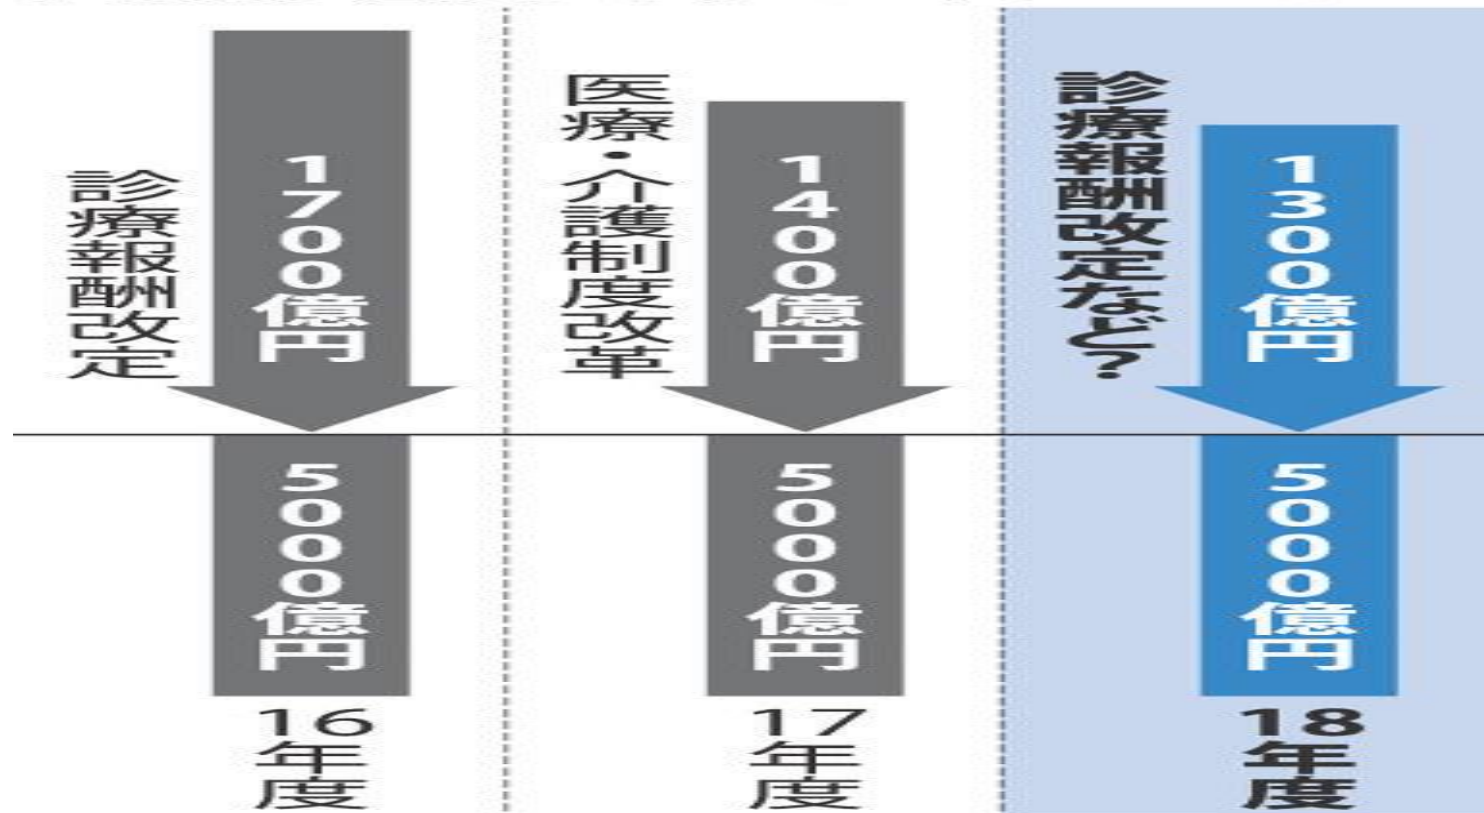 診療報酬改定
1700億円
5000億円
16年度
医療・介護制度改革
1400億円
5000億円
17年度
診療報酬改定など?
1300億円
5000億円
18年度